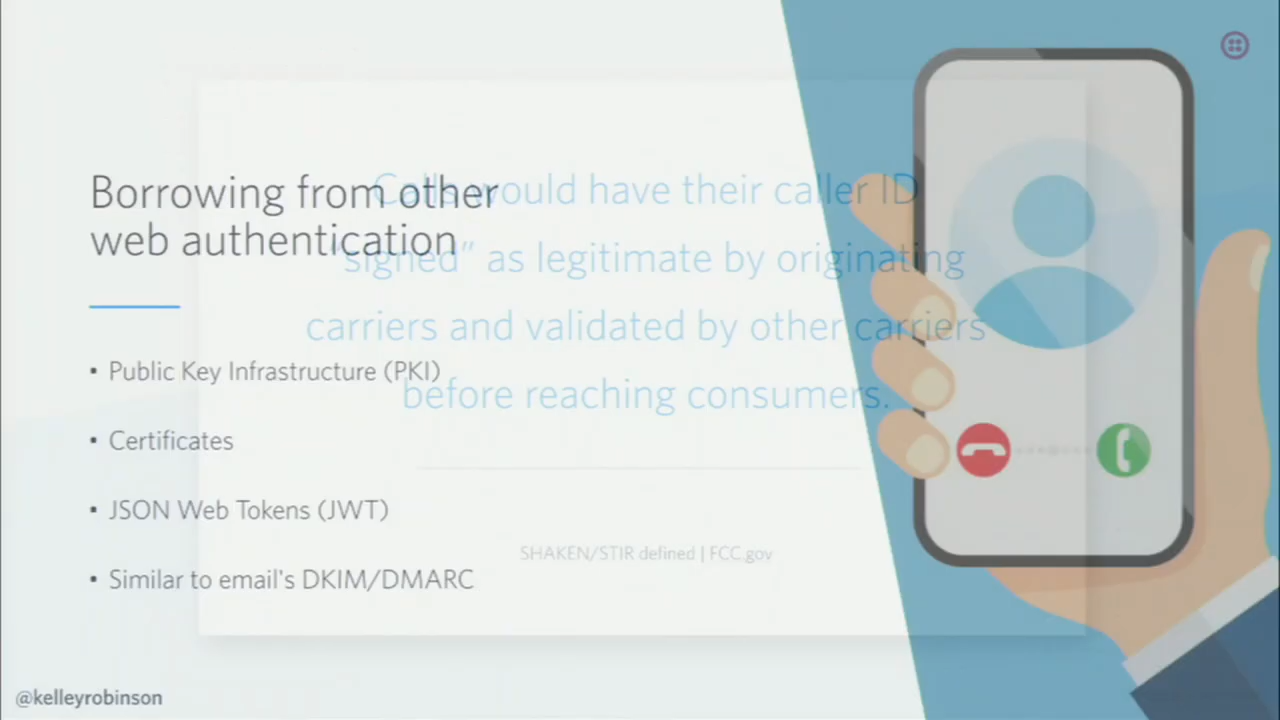 Borrowing from other
web authentication
• Public Key Infrastructure (PKI)
• Certificates
• JSON Web Tokens (JWT)
• Similar to email's DKIM/DMARC
Calls would have their caller ID
“signed” as legitimate by originating
carriers and validated by other carriers
before reaching consumers.
SHAKEN/STIR defined | FCC.gov
@kelleyrobinson